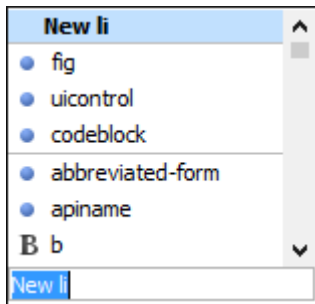 New li
fig
uicontrol
codeblock
abbreviated-form
apiname
B b
New li